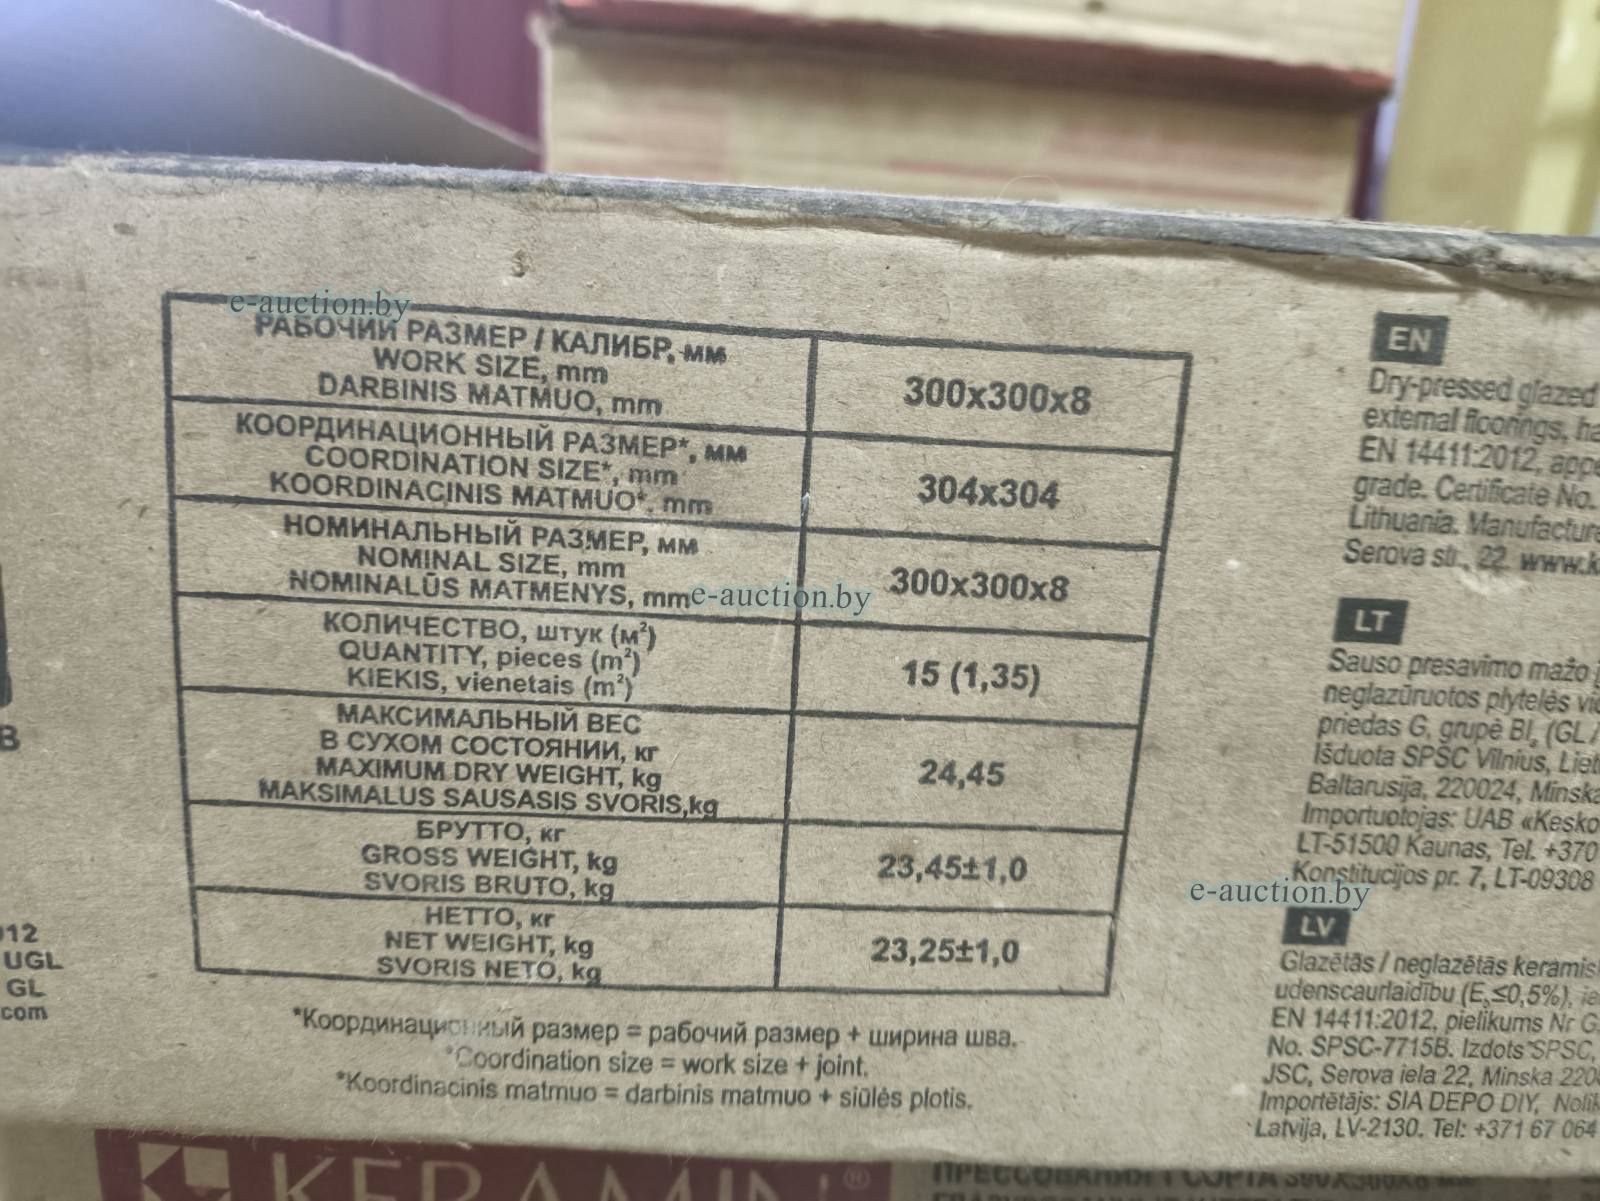 e-auction.by
РАБОЧИЙ РАЗМЕР / КАЛИБР, мм
WORK SIZE, mm
DARBINIS MATMUO, mm
300x300x8
КООРДИНАЦИОННЫЙ РАЗМЕР*, мм
COORDINATION SIZE*, mm
KOORDINACINIS MATMUO*, mm
304x304
НОМИНАЛЬНЫЙ РАЗМЕР, мм
NOMINAL SIZE, mm
NOMINALŪS MATMENYS, mm
e-auction.by
300x300x8
КОЛИЧЕСТВО, штук (м²)
QUANTITY, pieces (m²)
KIEKIS, vienetais (m²)
15 (1,35)
МАКСИМАЛЬНЫЙ ВЕС
В СУХОМ СОСТОЯНИИ, кг
MAXIMUM DRY WEIGHT, kg
MAKSIMALUS SAUSASIS SVORIS,kg
24,45
БРУТТО, кг
GROSS WEIGHT, kg
SVORIS BRUTO, kg
23,45±1,0
НЕТТО, кг
NET WEIGHT, kg
SVORIS NETO, kg
23,25±1,0
*Координационный размер = рабочий размер + ширина шва.
*Coordination size = work size + joint.
*Koordinacinis matmuo = darbinis matmuo + siūlės plotis.
B
012
UGL
GL
com
EN
Dry-pressed glazed
external floorings, ha
EN 14411:2012, appe
grade. Certificate No.
Lithuania. Manufacture
Serova str., 22. www.k
LT
Sauso presavimo mažo į
neglazūruotos plytelės vid
priedas G, grupė BIa (GL /
Išduota SPSC Vilnius, Liet
Baltarusija, 220024, Minska
Importuotojas: UAB «Kesko
LT-51500 Kaunas, Tel. +370
Konstitucijos pr. 7, LT-09308
e-auction.by
LV
Glazētās / neglazētās keramisk
udenscaurlaidību (Eb≤0,5%), ie
EN 14411:2012, pielikums Nr G.
No. SPSC-7715B. Izdots SPSC,
JSC, Serova iela 22, Minska 220
Importētājs: SIA DEPO DIY, Nolik
Latvija, LV-2130. Tel: +371 67 064
KERAMIN®
ПРЕССОВАНИЯ 1 СОРТА 300X300X8 мм